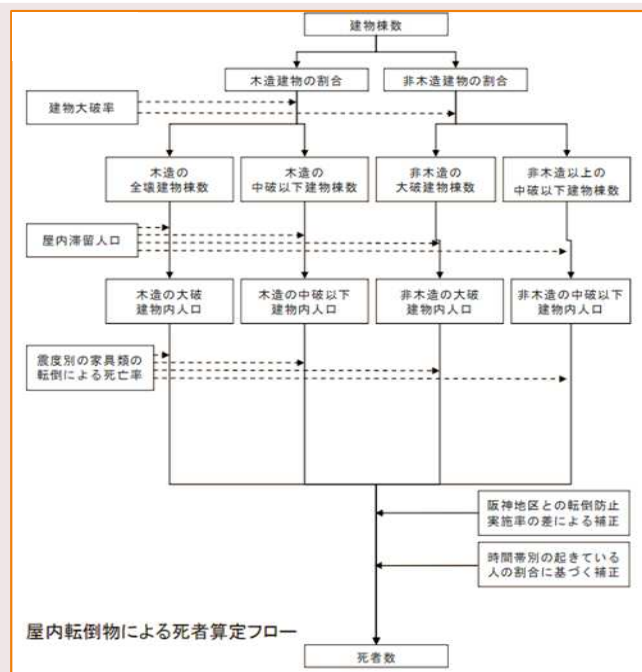 建物棟数
木造建物の割合
非木造建物の割合
建物大破率
木造の
全壊建物棟数
木造の
中破以下建物棟数
非木造の
大破建物棟数
非木造以上の
中破以下建物棟数
屋内滞留人口
木造の大破
建物内人口
木造の中破以下
建物内人口
非木造の大破
建物内人口
非木造の中破以下
建物内人口
震度別の家具類の
転倒による死亡率
阪神地区との転倒防止
実施率の差による補正
時間帯別の起きている
人の割合に基づく補正
屋内転倒物による死者算定フロー
死者数